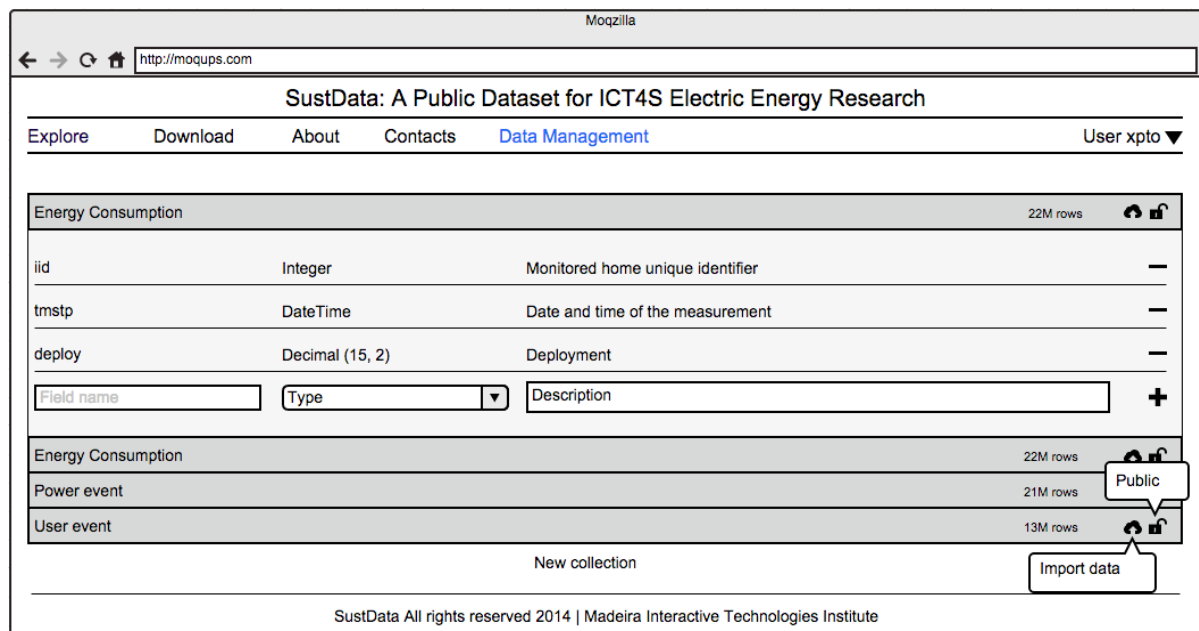 Moqzilla
http://moqups.com
SustData: A Public Dataset for ICT4S Electric Energy Research
Explore Download About Contacts Data Management User xpto
Energy Consumption 22M rows
iid Integer Monitored home unique identifier
tmstp DateTime Date and time of the measurement
deploy Decimal (15, 2) Deployment
Field name Type Description
Energy Consumption 22M rows
Power event 21M rows
Public
User event 13M rows
New collection
Import data
SustData All rights reserved 2014 | Madeira Interactive Technologies Institute